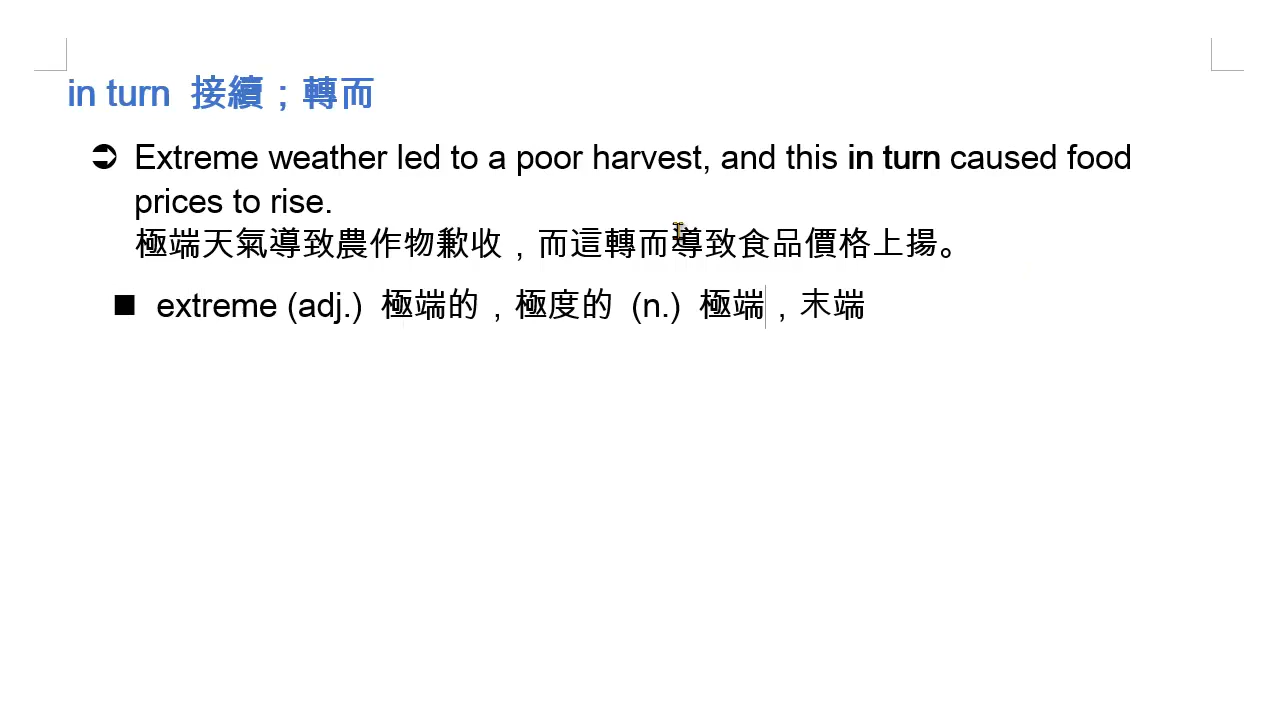 in turn 接續；轉而
➲ Extreme weather led to a poor harvest, and this in turn caused food
prices to rise.
極端天氣導致農作物歉收，而這轉而導致食品價格上揚。
■ extreme (adj.) 極端的，極度的 (n.) 極端，末端